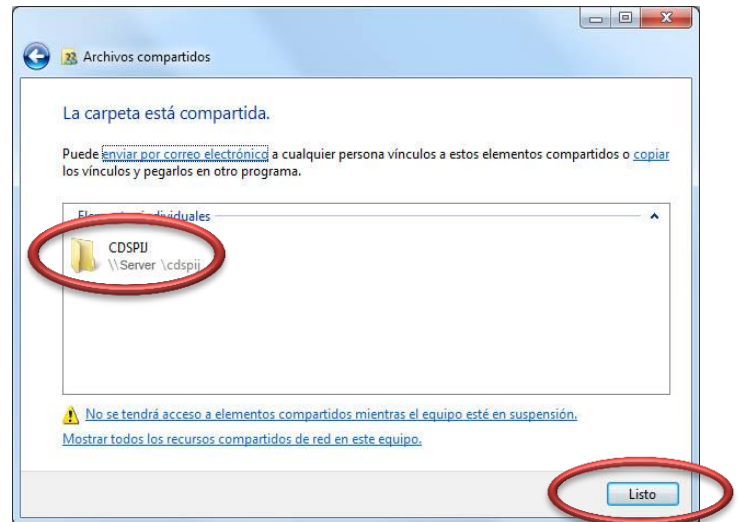 Archivos compartidos
La carpeta está compartida.
Puede enviar por correo electrónico a cualquier persona vínculos a estos elementos compartidos o copiar
los vínculos y pegarlos en otro programa.
Elementos individuales
CDSPIJ
\\Server \cdspij
No se tendrá acceso a elementos compartidos mientras el equipo esté en suspensión.
Mostrar todos los recursos compartidos de red en este equipo.
Listo